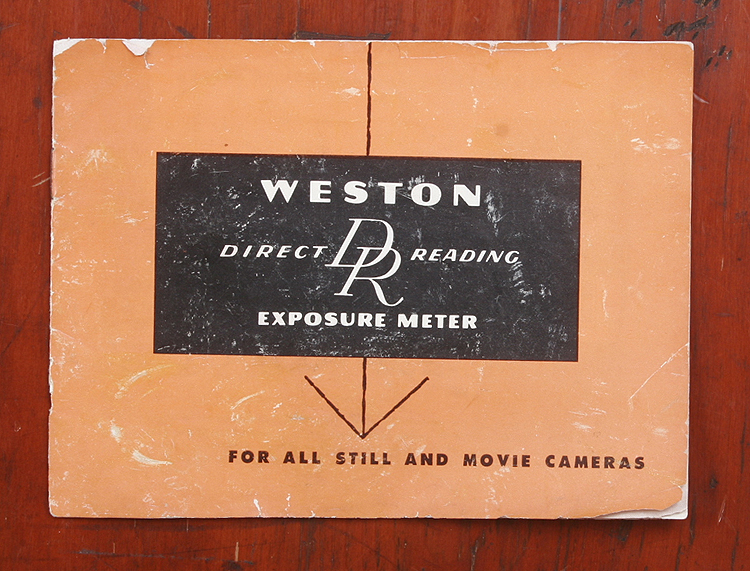 WESTON
DIRECT DR READING
EXPOSURE METER
FOR ALL STILL AND MOVIE CAMERAS